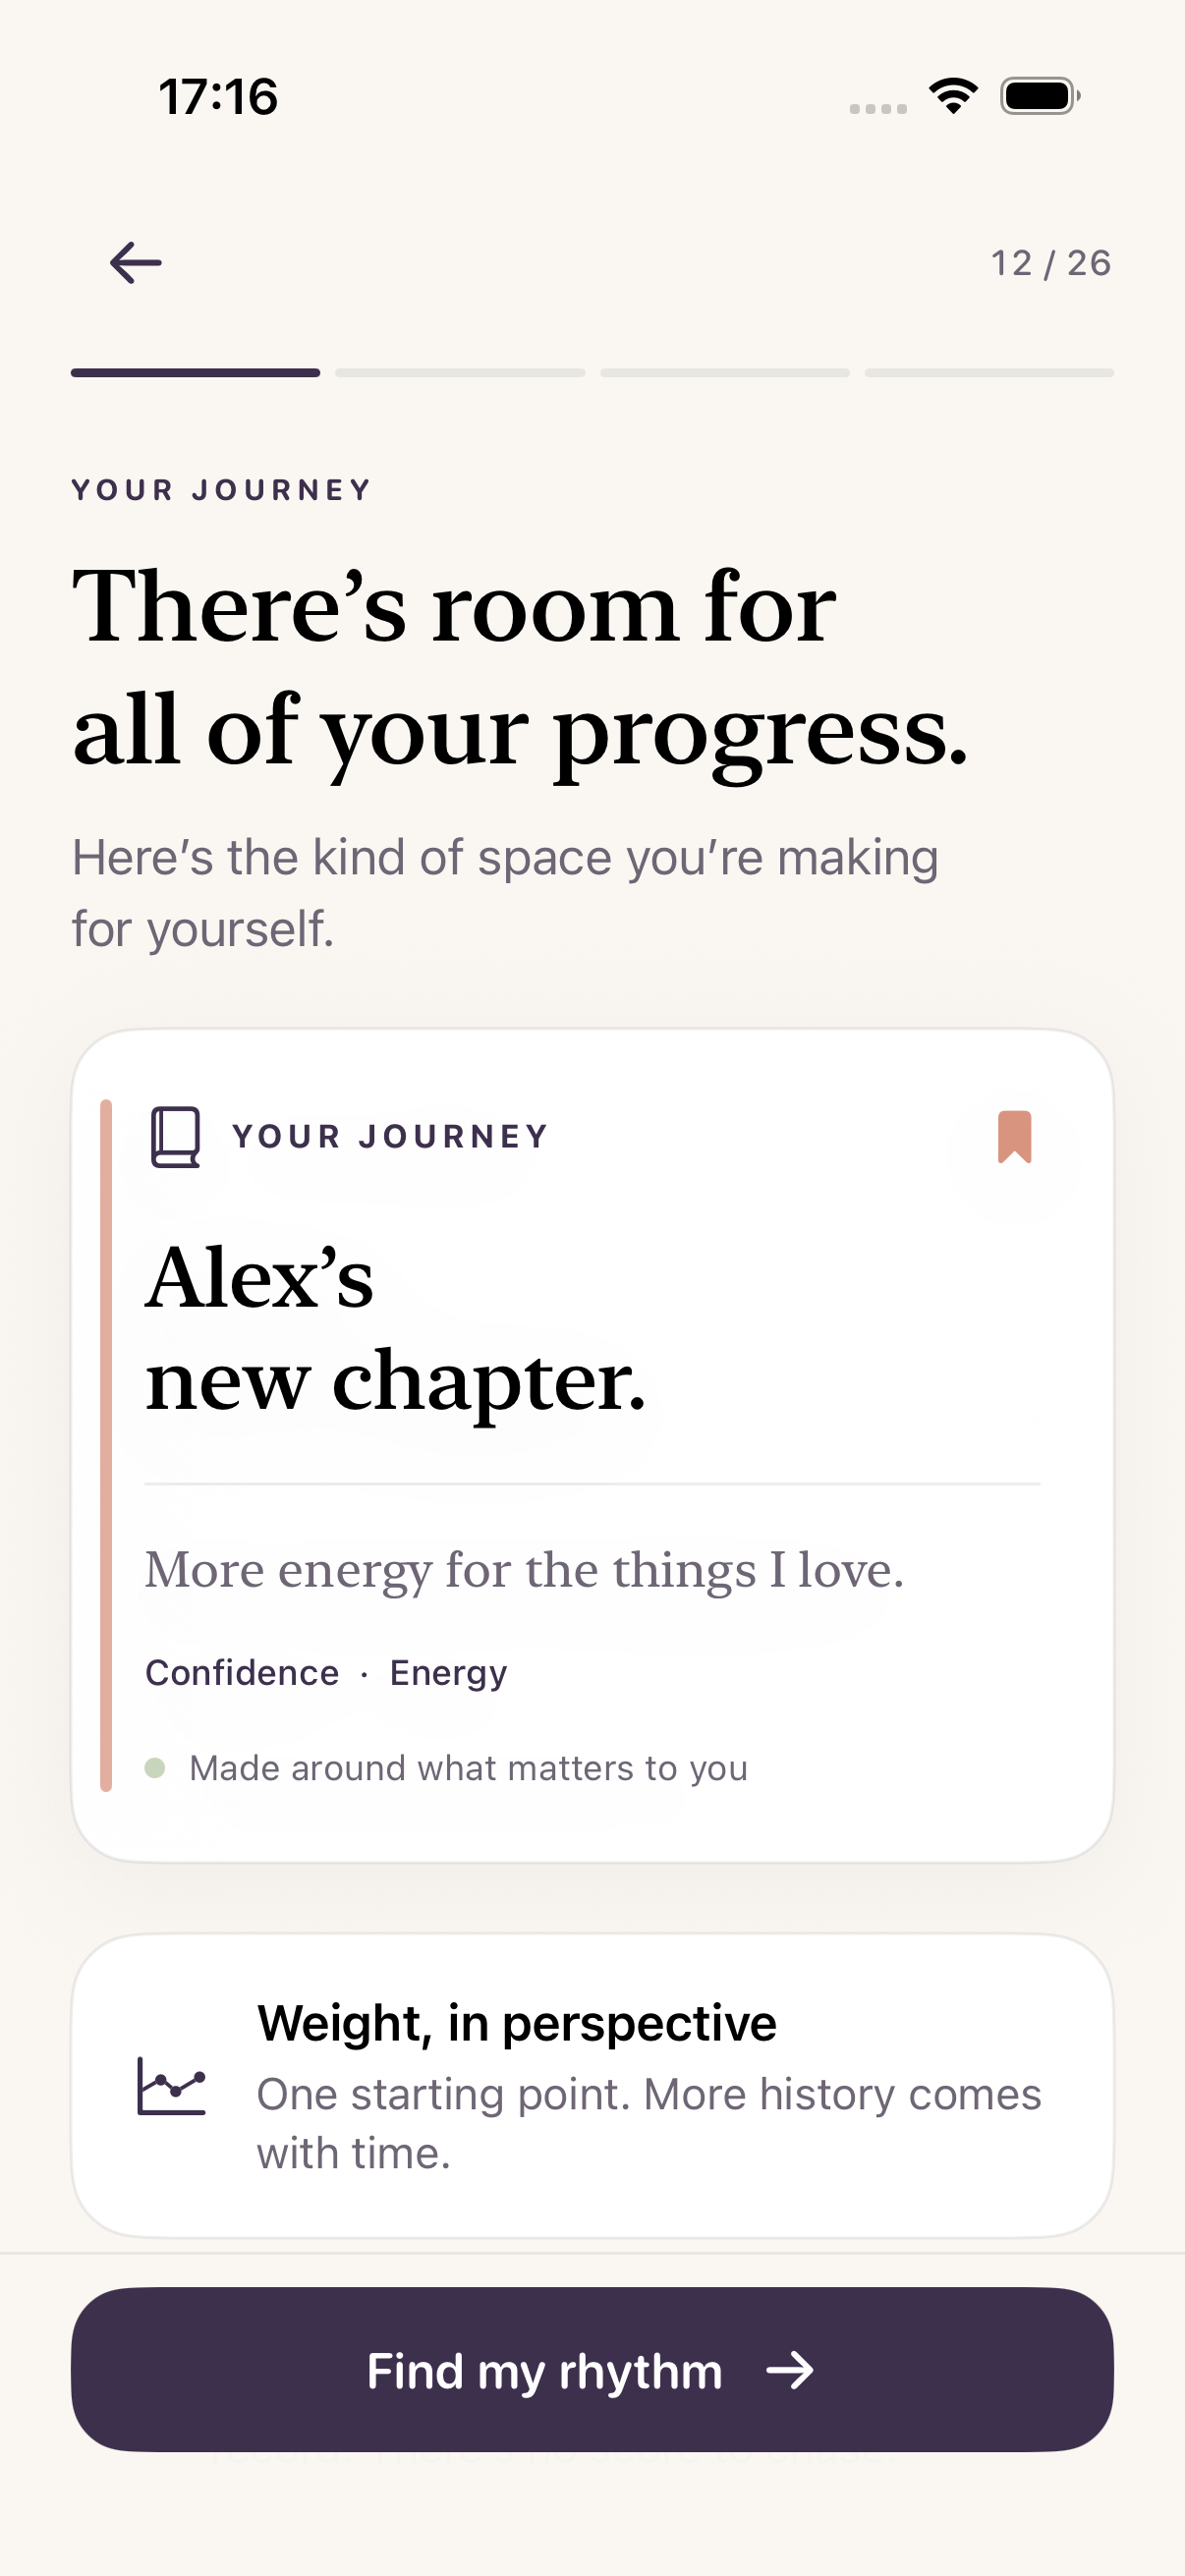 17:16
12 / 26
YOUR JOURNEY
There’s room for
all of your progress.
Here’s the kind of space you’re making
for yourself.
YOUR JOURNEY
Alex’s
new chapter.
More energy for the things I love.
Confidence · Energy
Made around what matters to you
Weight, in perspective
One starting point. More history comes
with time.
Find my rhythm